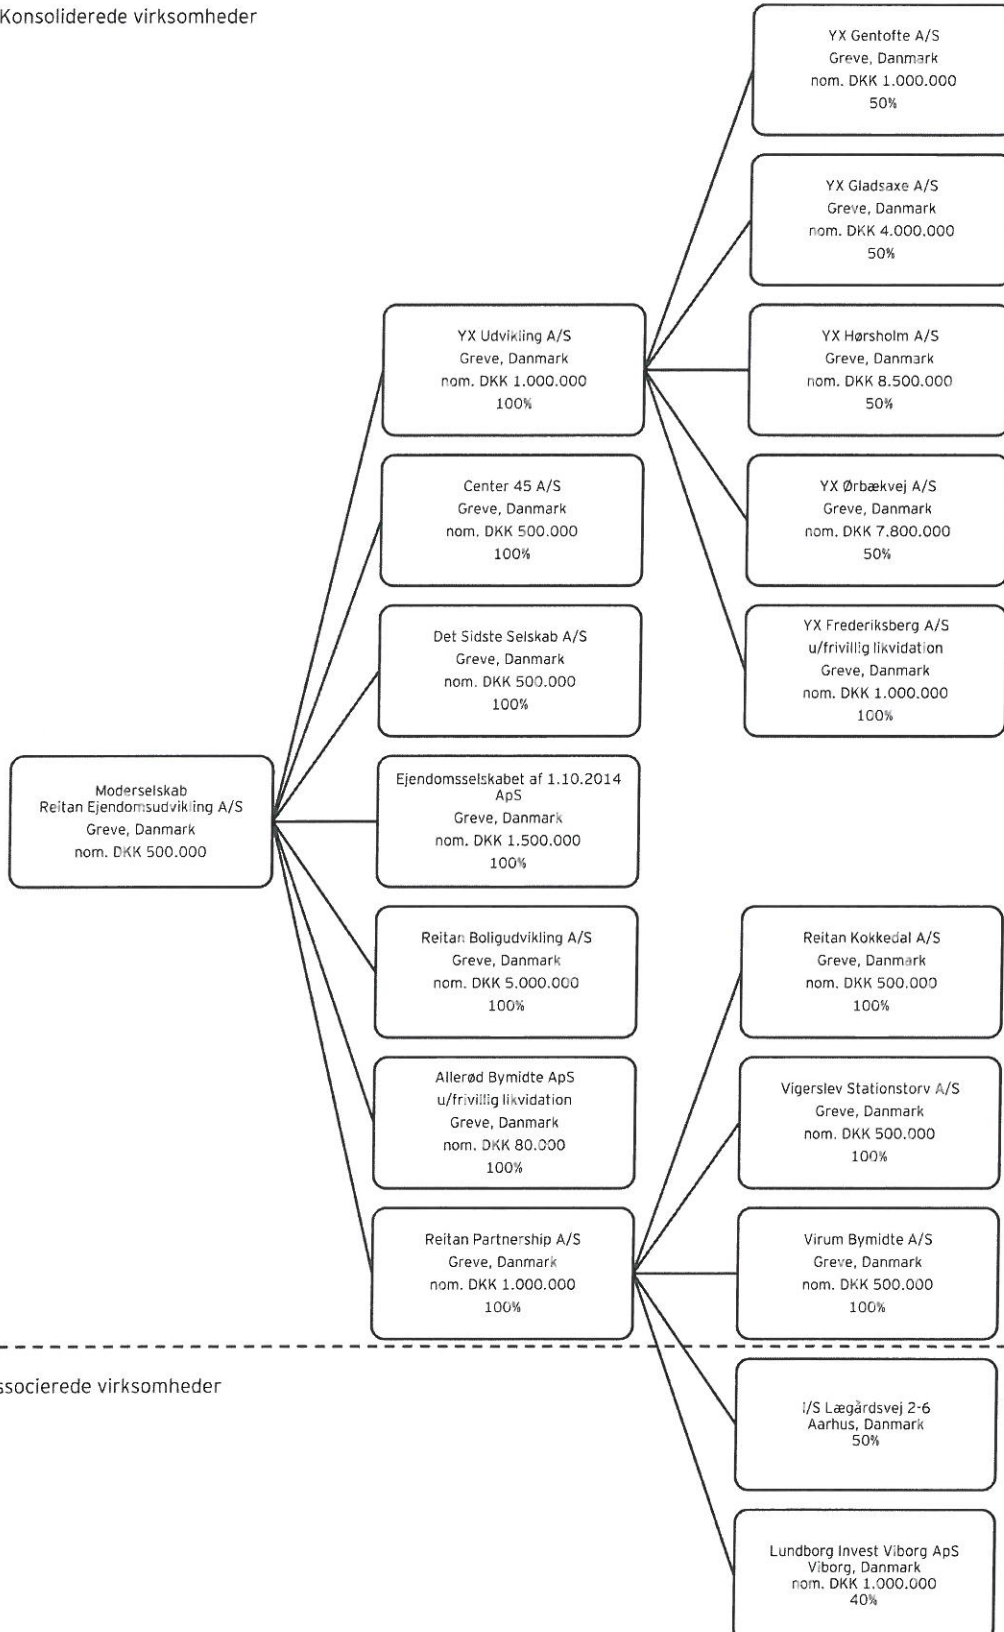 Konsoliderede virksomheder
YX Gentofte A/S
Greve, Danmark
nom. DKK 1.000.000
50%
YX Gladsaxe A/S
Greve, Danmark
nom. DKK 4.000.000
50%
YX Udvikling A/S
Greve, Danmark
nom. DKK 1.000.000
100%
YX Hørsholm A/S
Greve, Danmark
nom. DKK 8.500.000
50%
Center 45 A/S
Greve, Danmark
nom. DKK 500.000
100%
YX Ørbækvej A/S
Greve, Danmark
nom. DKK 7.800.000
50%
Det Sidste Selskab A/S
Greve, Danmark
nom. DKK 500.000
100%
YX Frederiksberg A/S
u/frivillig likvidation
Greve, Danmark
nom. DKK 1.000.000
100%
Moderselskab
Reitan Ejendomsudvikling A/S
Greve, Danmark
nom. DKK 500.000
Ejendomsselskabet af 1.10.2014
ApS
Greve, Danmark
nom. DKK 1.500.000
100%
Reitan Boligudvikling A/S
Greve, Danmark
nom. DKK 5.000.000
100%
Reitan Kokkedal A/S
Greve, Danmark
nom. DKK 500.000
100%
Allerød Bymidte ApS
u/frivillig likvidation
Greve, Danmark
nom. DKK 80.000
100%
Vigerslev Stationstorv A/S
Greve, Danmark
nom. DKK 500.000
100%
Reitan Partnership A/S
Greve, Danmark
nom. DKK 1.000.000
100%
Virum Bymidte A/S
Greve, Danmark
nom. DKK 500.000
100%
ssocierede virksomheder
I/S Lægårdsvej 2-6
Aarhus, Danmark
50%
Lundborg Invest Viborg ApS
Viborg, Danmark
nom. DKK 1.000.000
40%